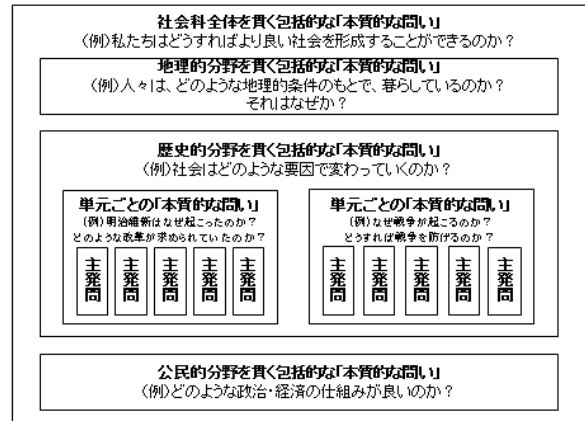 社会科全体を貫く包括的な「本質的な問い」
(例)私たちはどうすればより良い社会を形成することができるのか？
地理的分野を貫く包括的な「本質的な問い」
(例)人々は、どのような地理的条件のもとで、暮らしているのか？
それはなぜか？
歴史的分野を貫く包括的な「本質的な問い」
(例)社会はどのような要因で変わっていくのか？
単元ごとの「本質的な問い」
(例)明治維新はなぜ起こったのか？
どのような改革が求められていたのか？
主発問
主発問
主発問
主発問
主発問
単元ごとの「本質的な問い」
(例)なぜ戦争が起こるのか？
どうすれば戦争を防げるのか？
主発問
主発問
主発問
主発問
主発問
公民的分野を貫く包括的な「本質的な問い」
(例)どのような政治・経済の仕組みが良いのか？